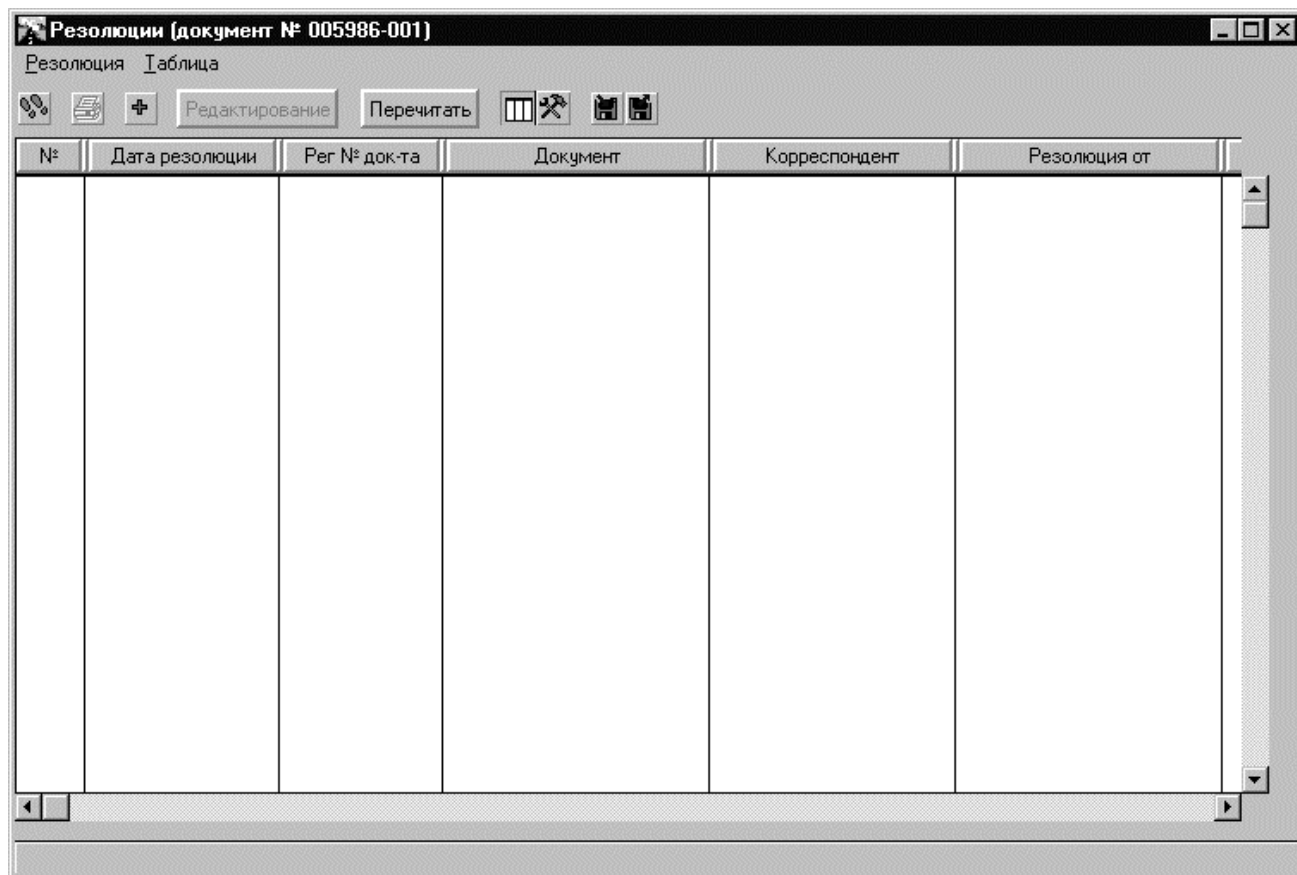 Резолюции (документ № 005986-001)
Резолюция Таблица
Редактирование Перечитать
№ Дата резолюции Рег № док-та Документ Корреспондент Резолюция от